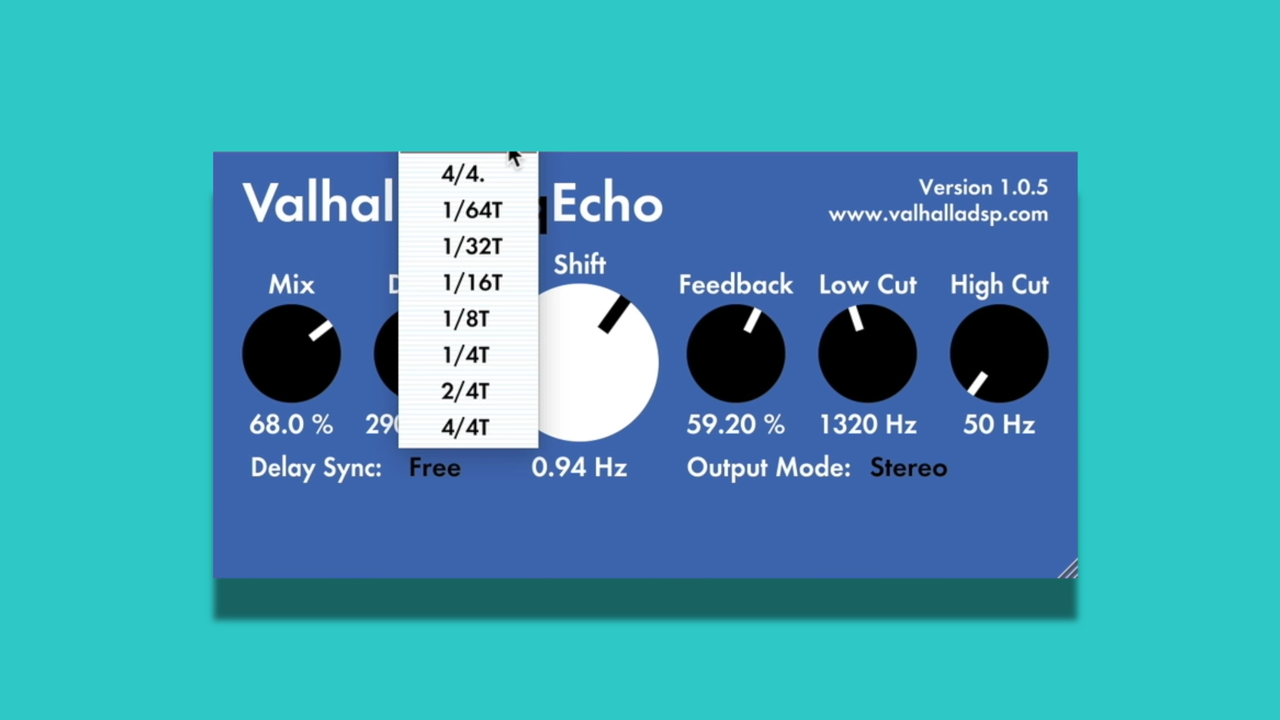 Valhal Echo
Version 1.0.5
www.valhalladsp.com
4/4.
1/64T
1/32T
1/16T
1/8T
1/4T
2/4T
4/4T
Mix
Shift
Feedback
Low Cut
High Cut
68.0 %
59.20 %
1320 Hz
50 Hz
Delay Sync: Free
0.94 Hz
Output Mode: Stereo